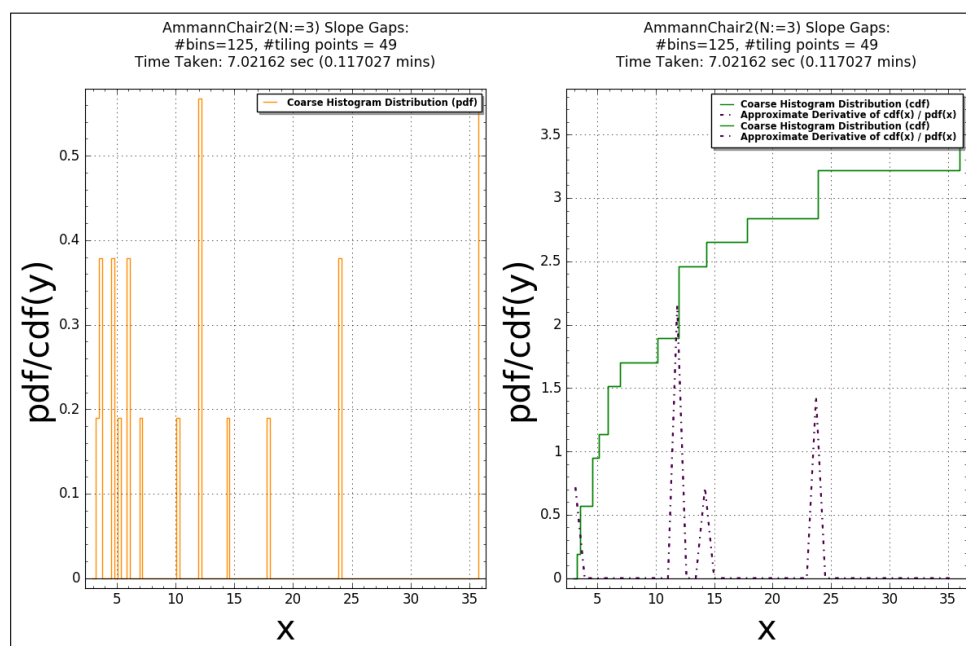 AmmannChair2(N:=3) Slope Gaps:
#bins=125, #tiling points = 49
Time Taken: 7.02162 sec (0.117027 mins)
Coarse Histogram Distribution (pdf)
pdf/cdf(y)
0.5
0.4
0.3
0.2
0.1
0
5
10
15
20
25
30
35
x
AmmannChair2(N:=3) Slope Gaps:
#bins=125, #tiling points = 49
Time Taken: 7.02162 sec (0.117027 mins)
Coarse Histogram Distribution (cdf)
Approximate Derivative of cdf(x) / pdf(x)
Coarse Histogram Distribution (cdf)
Approximate Derivative of cdf(x) / pdf(x)
pdf/cdf(y)
3.5
3
2.5
2
1.5
1
0.5
0
5
10
15
20
25
30
35
x